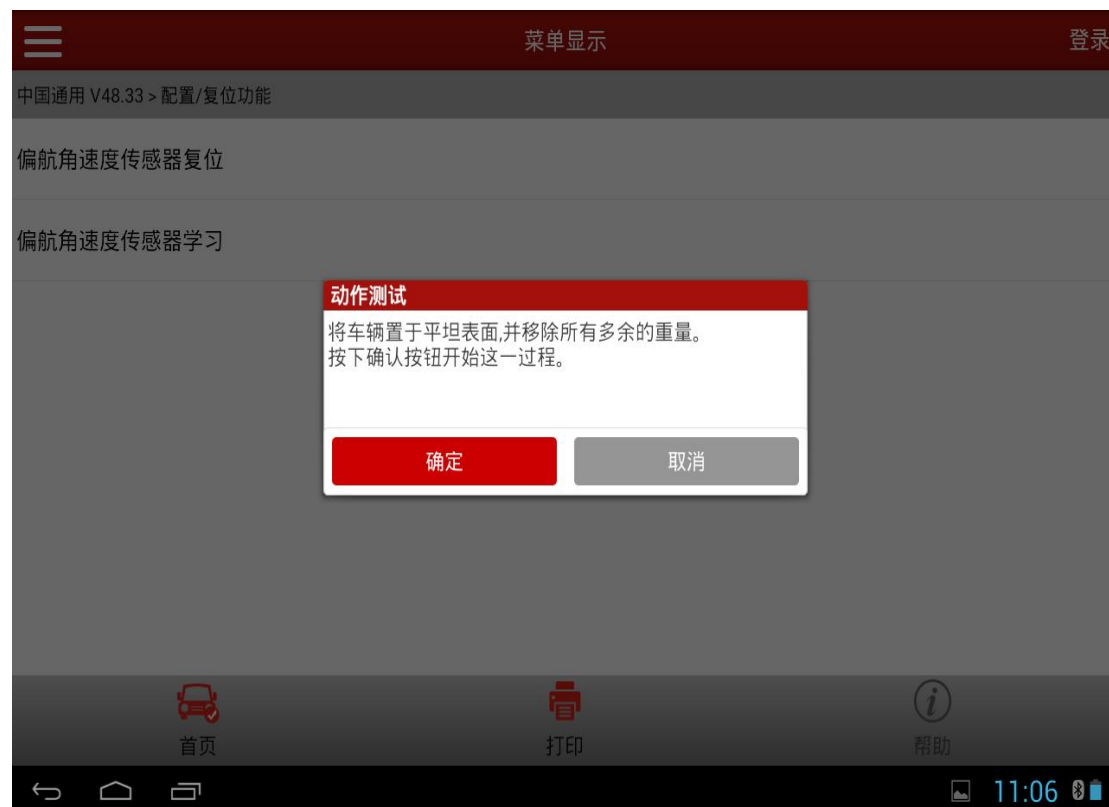 菜单显示
登录
中国通用 V48.33 > 配置/复位功能
偏航角速度传感器复位
偏航角速度传感器学习
动作测试
将车辆置于平坦表面,并移除所有多余的重量。
按下确认按钮开始这一过程。
确定
取消
首页
打印
帮助
11:06